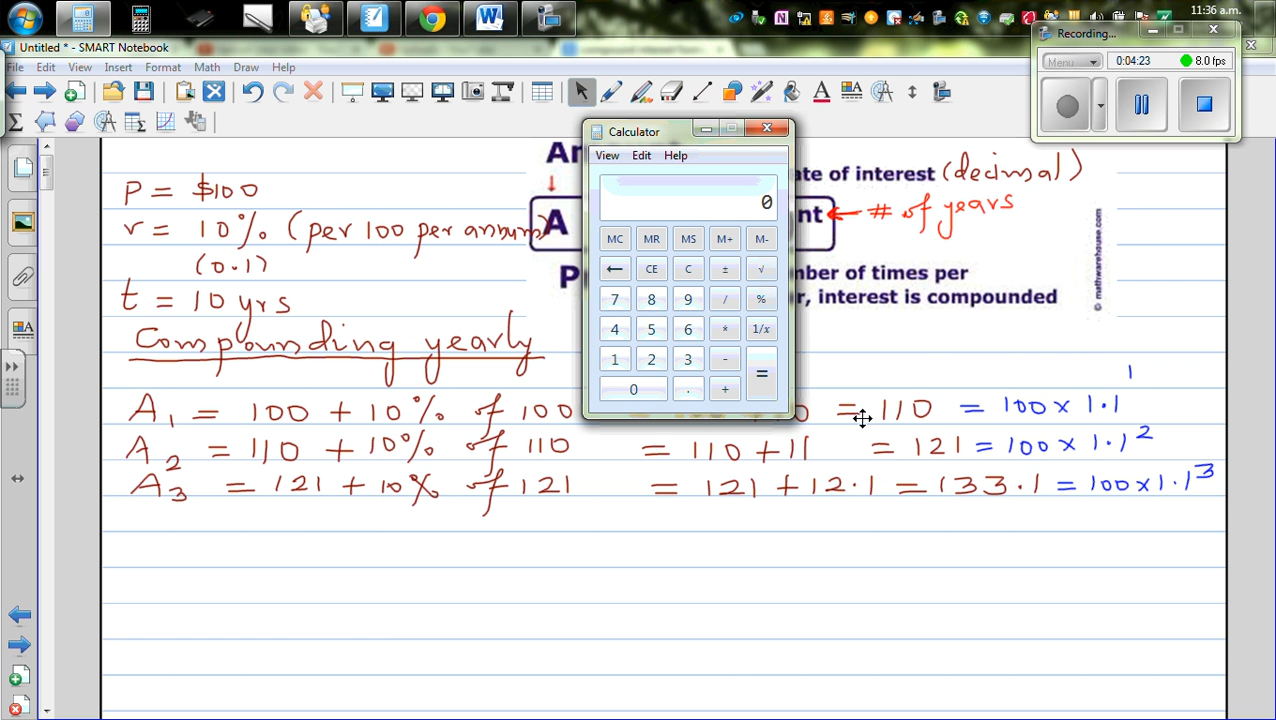 11:36 a.m.
Untitled * - SMART Notebook
Recording...
File Edit View Insert Format Math Draw Help
Menu
0:04:23
8.0 fps
Calculator
View Edit Help
0
MC MR MS M+ M-
← CE C ± √
7 8 9 / %
4 5 6 * 1/x
1 2 3 - =
0 . +
P = $100
r = 10% (per 100 per annum)
(0.1)
t = 10 yrs
ate of interest (decimal)
A
nt ← # of years
P
mber of times per
r, interest is compounded
© mathwarehouse.com
Compounding yearly
1
A1 = 100 + 10% of 100 = 110 = 100 x 1.1
A2 = 110 + 10% of 110 = 110 + 11 = 121 = 100 x 1.1²
A3 = 121 + 10% of 121 = 121 + 12.1 = 133.1 = 100 x 1.1³